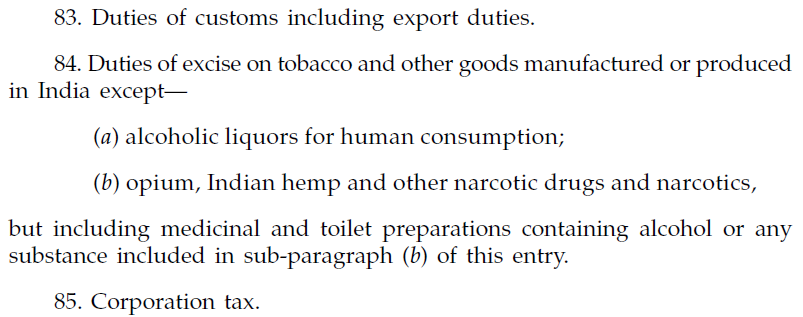 83. Duties of customs including export duties.
84. Duties of excise on tobacco and other goods manufactured or produced
in India except—
(a) alcoholic liquors for human consumption;
(b) opium, Indian hemp and other narcotic drugs and narcotics,
but including medicinal and toilet preparations containing alcohol or any
substance included in sub-paragraph (b) of this entry.
85. Corporation tax.